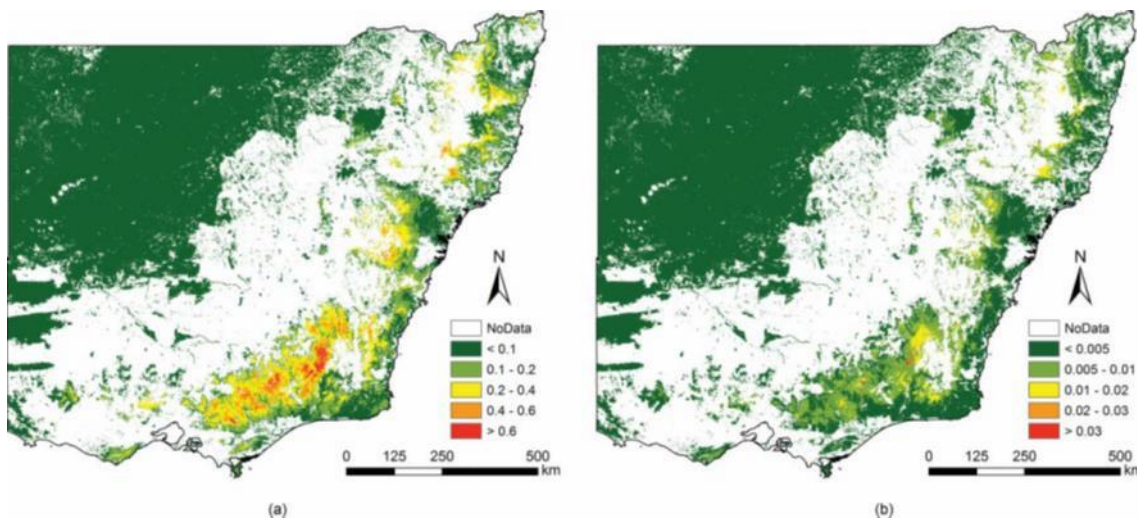 N
NoData
< 0.1
0.1 - 0.2
0.2 - 0.4
0.4 - 0.6
> 0.6
0 125 250 500
km
(a)
N
NoData
< 0.005
0.005 - 0.01
0.01 - 0.02
0.02 - 0.03
> 0.03
0 125 250 500
km
(b)